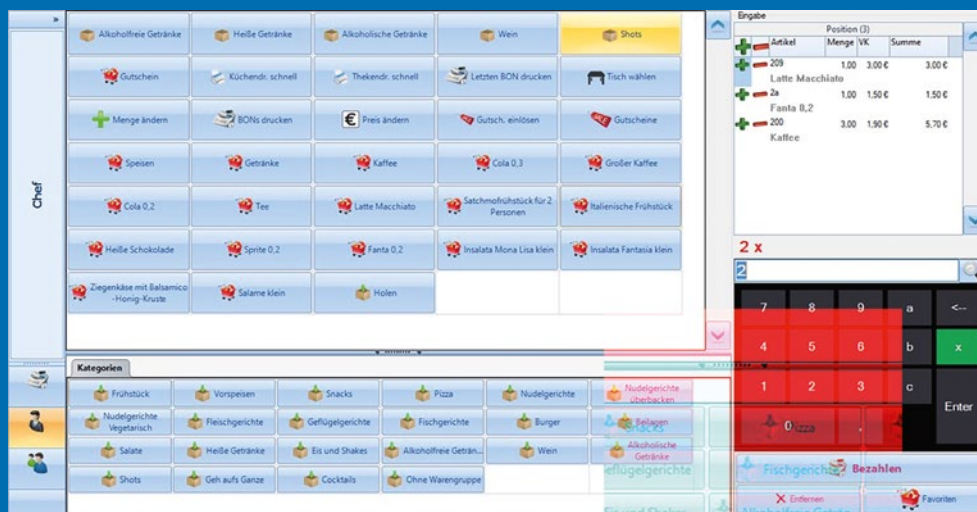 »
Chef
Alkoholfreie Getränke
Heiße Getränke
Alkoholische Getränke
Wein
Shots
Gutschein
Küchendr. schnell
Thekendr. schnell
Letzten BON drucken
Tisch wählen
Menge ändern
BONs drucken
Preis ändern
Gutsch. einlösen
Gutscheine
Speisen
Getränke
Kaffee
Cola 0,3
Großer Kaffee
Cola 0,2
Tee
Latte Macchiato
Satchmofrühstück für 2
Personen
Italienische Frühstück
Heiße Schokolade
Sprite 0,2
Fanta 0,2
Insalata Mona Lisa klein
Insalata Fantasia klein
Ziegenkäse mit Balsamico
-Honig-Kruste
Salame klein
Holen
Kategorien
Frühstück
Vorspeisen
Snacks
Pizza
Nudelgerichte
Nudelgerichte
überbacken
Nudelgerichte
Vegetarisch
Fleischgerichte
Geflügelgerichte
Fischgerichte
Burger
Beilagen
Salate
Heiße Getränke
Eis und Shakes
Alkoholfreie Geträn...
Wein
Alkoholische
Getränke
Shots
Geh aufs Ganze
Cocktails
Ohne Warengruppe
Eingabe
Position (3)
Artikel Menge VK Summe
209 1,00 3,00 € 3,00 €
Latte Macchiato
2a 1,00 1,50 € 1,50 €
Fanta 0,2
200 3,00 1,90 € 5,70 €
Kaffee
2 x
2
7 8 9 a <--
4 5 6 b x
1 2 3 c Enter
0 Pizza .
Snacks
Geflügelgerichte
Fischgerichte
Bezahlen
Entfernen
Favoriten
Eis und Shakes
Alkoholfreie Geträn